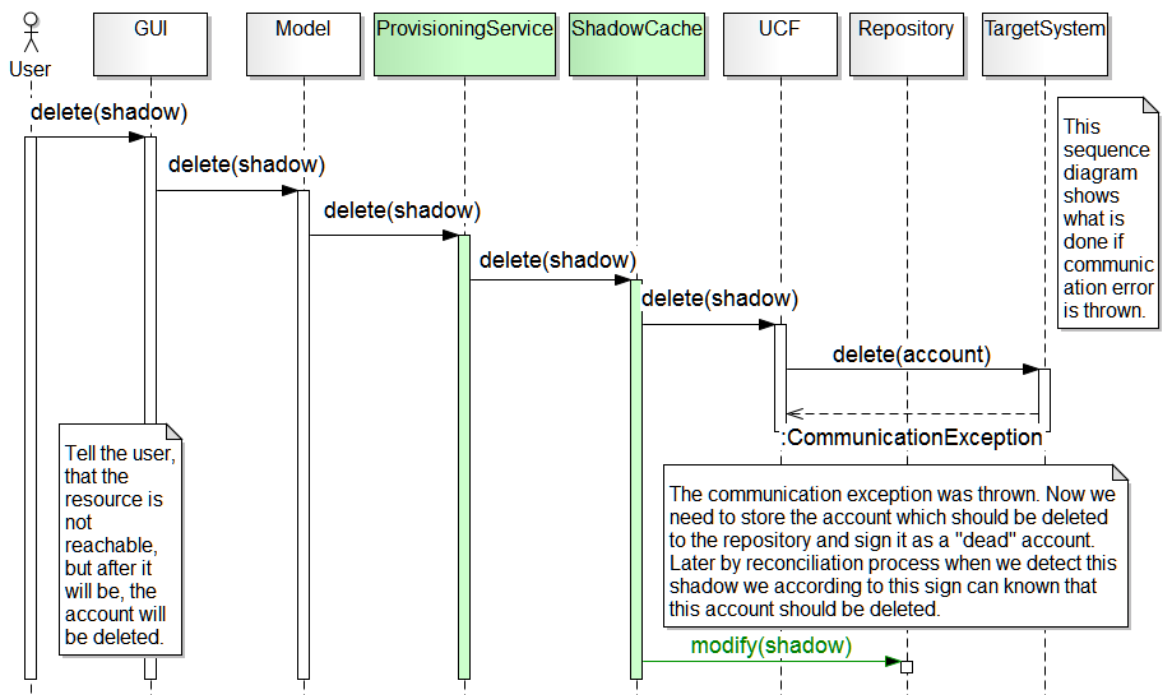 GUI
Model
ProvisioningService
ShadowCache
UCF
Repository
TargetSystem
User
delete(shadow)
delete(shadow)
delete(shadow)
delete(shadow)
delete(shadow)
delete(account)
:CommunicationException
This
sequence
diagram
shows
what is
done if
communic
ation error
is thrown.
Tell the user,
that the
resource is
not
reachable,
but after it
will be, the
account will
be deleted.
The communication exception was thrown. Now we
need to store the account which should be deleted
to the repository and sign it as a "dead" account.
Later by reconciliation process when we detect this
shadow we according to this sign can known that
this account should be deleted.
modify(shadow)